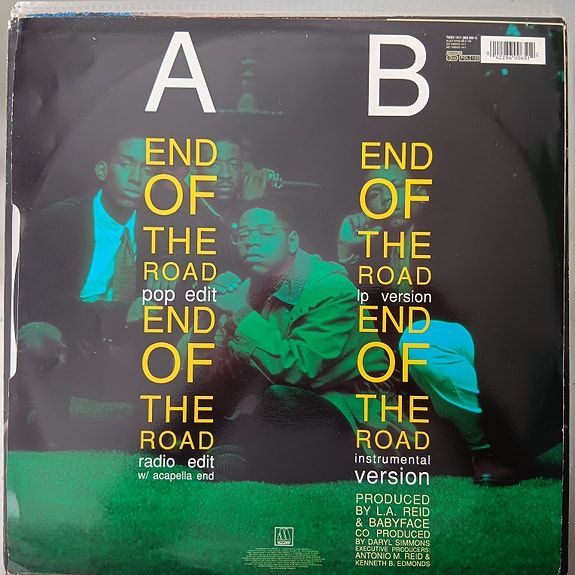 A
END
OF
THE
ROAD
pop edit
END
OF
THE
ROAD
radio edit
w/ acapella end
B
END
OF
THE
ROAD
lp version
END
OF
THE
ROAD
instrumental
version
PRODUCED
BY L.A. REID
& BABYFACE
CO PRODUCED
BY DARYL SIMMONS
EXECUTIVE PRODUCERS:
ANTONIO M. REID &
KENNETH B. EDMONDS